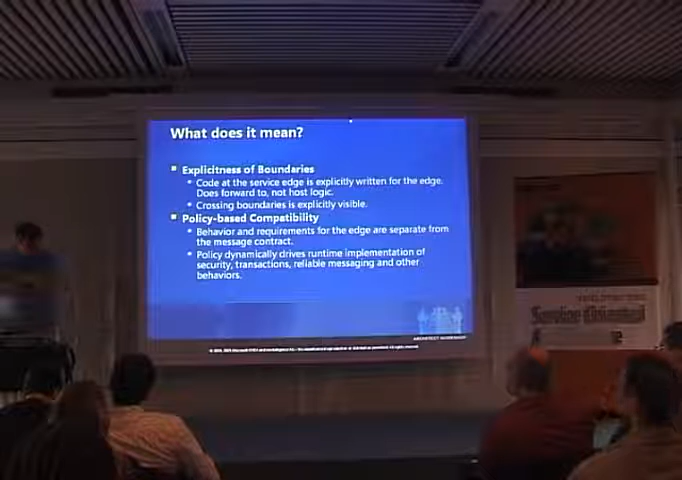 What does it mean?
Explicitness of Boundaries
Code at the service edge is explicitly written for the edge.
Does forward to, not host logic.
Crossing boundaries is explicitly visible.
Policy-based Compatibility
Behavior and requirements for the edge are separate from
the message contract.
Policy dynamically drives runtime implementation of
security, transactions, reliable messaging and other
behaviors.
ARCHITECT
Service Oriented